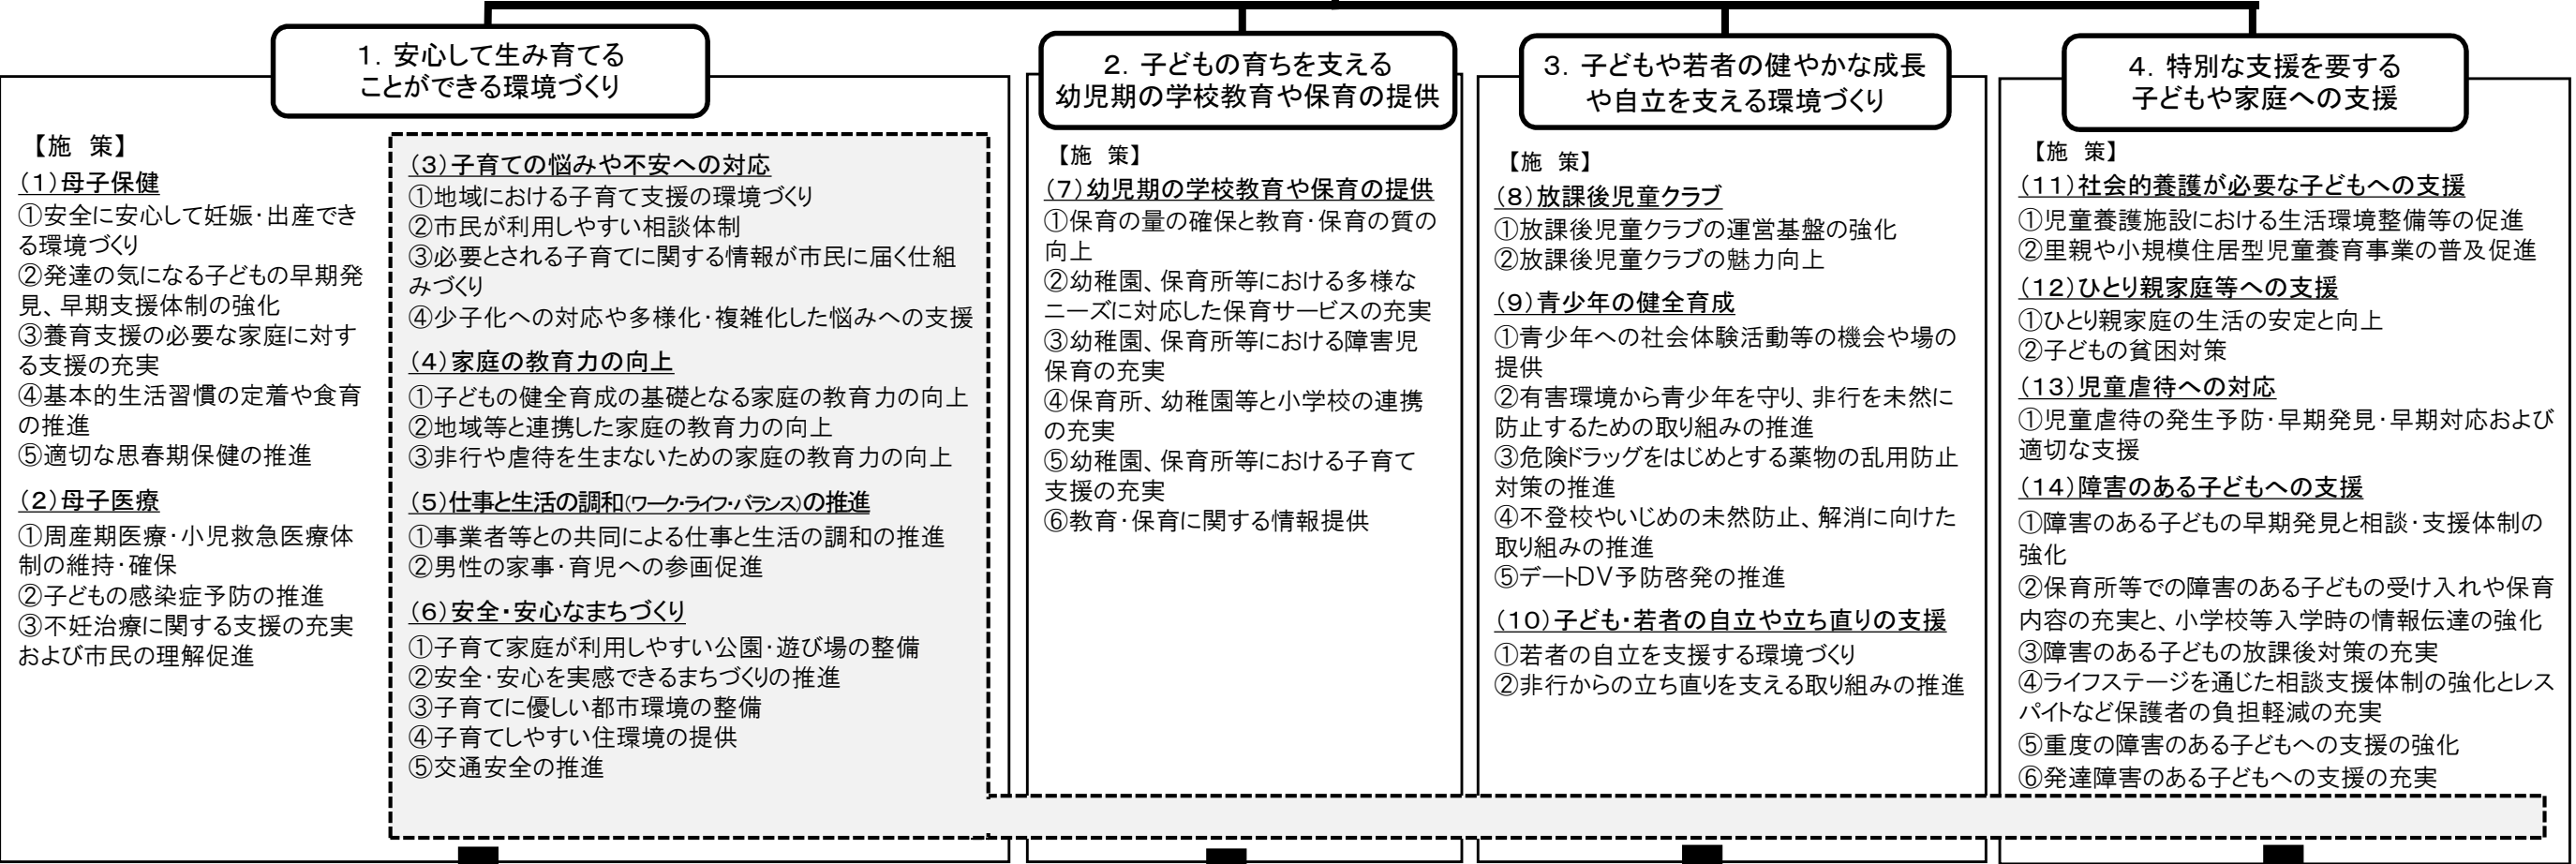 1．安心して生み育てる
ことができる環境づくり
【施　策】
(1)母子保健
①安全に安心して妊娠･出産でき
る環境づくり
②発達の気になる子どもの早期発
見、早期支援体制の強化
③養育支援の必要な家庭に対す
る支援の充実
④基本的生活習慣の定着や食育
の推進
⑤適切な思春期保健の推進
(2)母子医療
①周産期医療･小児救急医療体
制の維持･確保
②子どもの感染症予防の推進
③不妊治療に関する支援の充実
および市民の理解促進
(3)子育ての悩みや不安への対応
①地域における子育て支援の環境づくり
②市民が利用しやすい相談体制
③必要とされる子育てに関する情報が市民に届く仕組
みづくり
④少子化への対応や多様化･複雑化した悩みへの支援
(4)家庭の教育力の向上
①子どもの健全育成の基礎となる家庭の教育力の向上
②地域等と連携した家庭の教育力の向上
③非行や虐待を生まないための家庭の教育力の向上
(5)仕事と生活の調和(ワーク･ライフ･バランス)の推進
①事業者等との共同による仕事と生活の調和の推進
②男性の家事･育児への参画促進
(6)安全･安心なまちづくり
①子育て家庭が利用しやすい公園･遊び場の整備
②安全･安心を実感できるまちづくりの推進
③子育てに優しい都市環境の整備
④子育てしやすい住環境の提供
⑤交通安全の推進
2．子どもの育ちを支える
幼児期の学校教育や保育の提供
【施　策】
(7)幼児期の学校教育や保育の提供
①保育の量の確保と教育･保育の質の
向上
②幼稚園、保育所等における多様な
ニーズに対応した保育サービスの充実
③幼稚園、保育所等における障害児
保育の充実
④保育所、幼稚園等と小学校の連携
の充実
⑤幼稚園、保育所等における子育て
支援の充実
⑥教育･保育に関する情報提供
3．子どもや若者の健やかな成長
や自立を支える環境づくり
【施　策】
(8)放課後児童クラブ
①放課後児童クラブの運営基盤の強化
②放課後児童クラブの魅力向上
(9)青少年の健全育成
①青少年への社会体験活動等の機会や場の
提供
②有害環境から青少年を守り、非行を未然に
防止するための取り組みの推進
③危険ドラッグをはじめとする薬物の乱用防止
対策の推進
④不登校やいじめの未然防止、解消に向けた
取り組みの推進
⑤デートDV予防啓発の推進
(10)子ども･若者の自立や立ち直りの支援
①若者の自立を支援する環境づくり
②非行からの立ち直りを支える取り組みの推進
4．特別な支援を要する
子どもや家庭への支援
【施　策】
(11)社会的養護が必要な子どもへの支援
①児童養護施設における生活環境整備等の促進
②里親や小規模住居型児童養育事業の普及促進
(12)ひとり親家庭等への支援
①ひとり親家庭の生活の安定と向上
②子どもの貧困対策
(13)児童虐待への対応
①児童虐待の発生予防･早期発見･早期対応および
適切な支援
(14)障害のある子どもへの支援
①障害のある子どもの早期発見と相談･支援体制の
強化
②保育所等での障害のある子どもの受け入れや保育
内容の充実と、小学校等入学時の情報伝達の強化
③障害のある子どもの放課後対策の充実
④ライフステージを通じた相談支援体制の強化とレス
パイトなど保護者の負担軽減の充実
⑤重度の障害のある子どもへの支援の強化
⑥発達障害のある子どもへの支援の充実